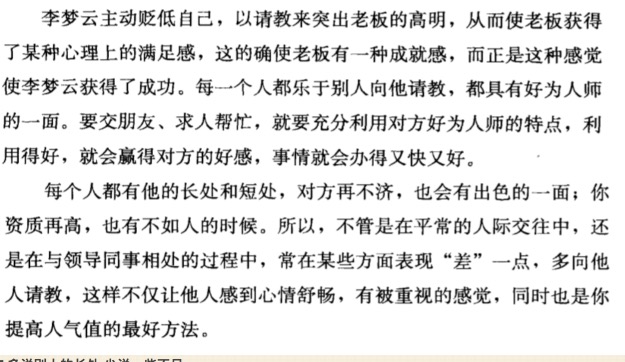 李梦云主动贬低自己，以请教来突出老板的高明，从而使老板获得
了某种心理上的满足感，这的确使老板有一种成就感，而正是这种感觉
使李梦云获得了成功。每一个人都乐于别人向他请教，都具有好为人师
的一面。要交朋友、求人帮忙，就要充分利用对方好为人师的特点，利
用得好，就会赢得对方的好感，事情就会办得又快又好。
每个人都有他的长处和短处，对方再不济，也会有出色的一面；你
资质再高，也有不如人的时候。所以，不管是在平常的人际交往中，还
是在与领导同事相处的过程中，常在某些方面表现“差”一点，多向他
人请教，这样不仅让他人感到心情舒畅，有被重视的感觉，同时也是你
提高人气值的最好方法。